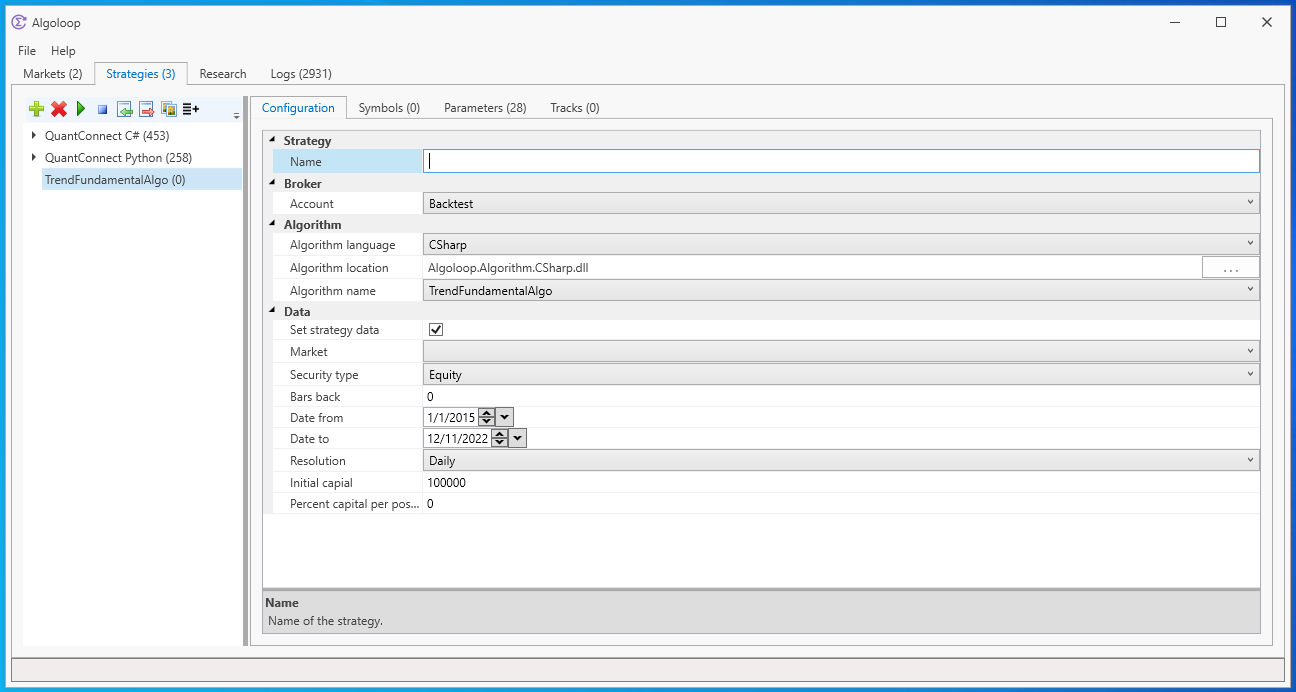 Algoloop
File Help
Markets (2) Strategies (3) Research Logs (2931)
Configuration Symbols (0) Parameters (28) Tracks (0)
QuantConnect C# (453)
QuantConnect Python (258)
TrendFundamentalAlgo (0)
Strategy
Name
Broker
Account Backtest
Algorithm
Algorithm language CSharp
Algorithm location Algoloop.Algorithm.CSharp.dll ...
Algorithm name TrendFundamentalAlgo
Data
Set strategy data
Market
Security type Equity
Bars back 0
Date from 1/1/2015
Date to 12/11/2022
Resolution Daily
Initial capial 100000
Percent capital per pos... 0
Name
Name of the strategy.